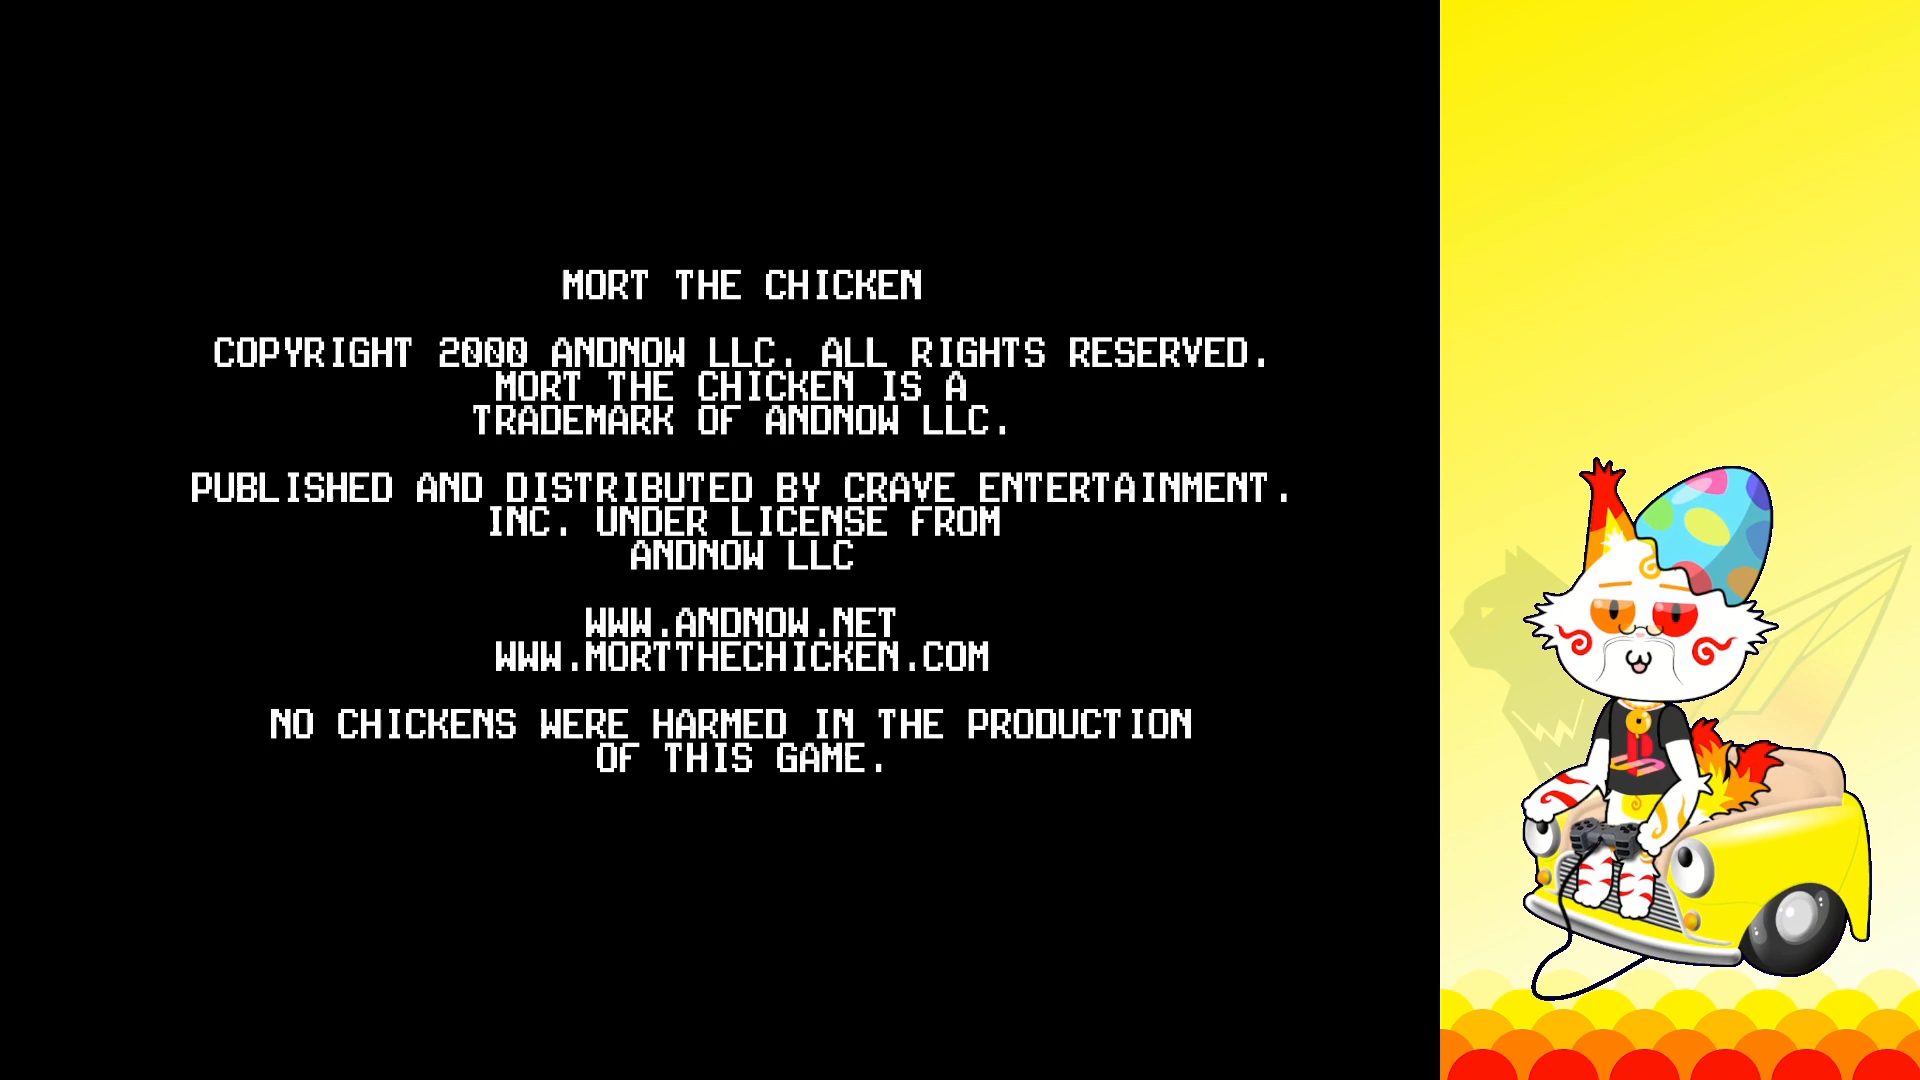 MORT THE CHICKEN
COPYRIGHT 2000 ANDNOW LLC. ALL RIGHTS RESERVED.
MORT THE CHICKEN IS A
TRADEMARK OF ANDNOW LLC.
PUBLISHED AND DISTRIBUTED BY CRAVE ENTERTAINMENT.
INC. UNDER LICENSE FROM
ANDNOW LLC
WWW.ANDNOW.NET
WWW.MORTTHECHICKEN.COM
NO CHICKENS WERE HARMED IN THE PRODUCTION
OF THIS GAME.